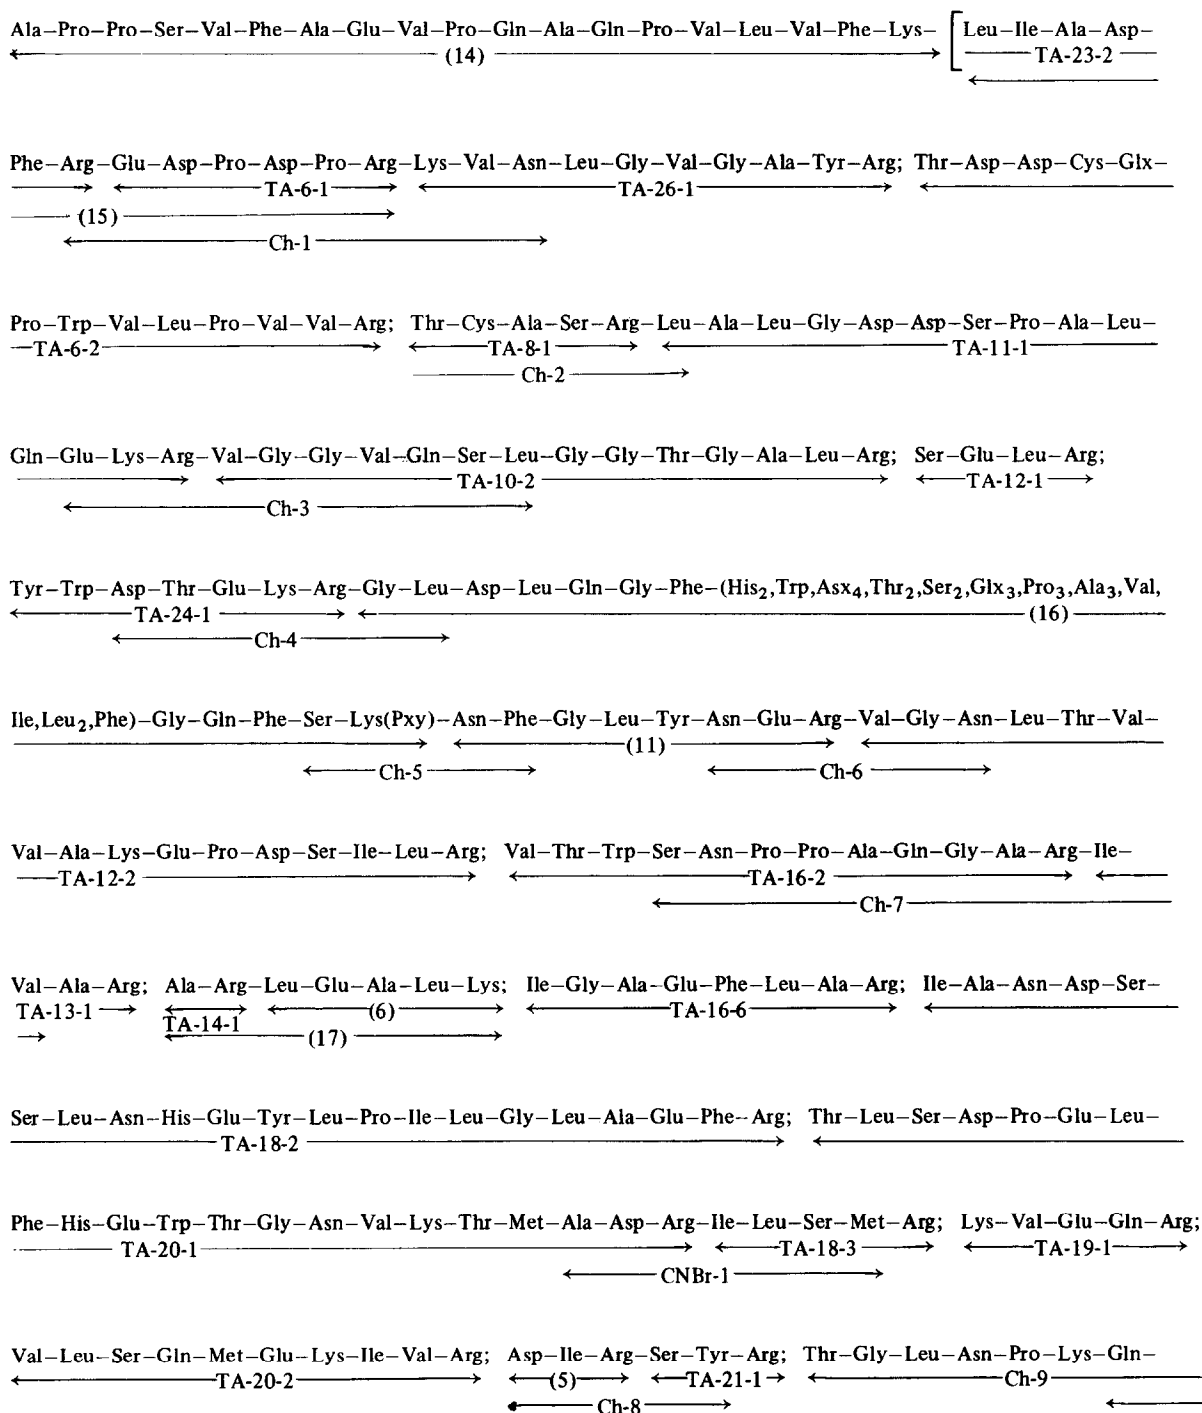 Ala–Pro–Pro–Ser–Val–Phe–Ala–Glu–Val–Pro–Gln–Ala–Gln–Pro–Val–Leu–Val–Phe–Lys– [Leu–Ile–Ala–Asp–
(14) TA-23-2
Phe–Arg–Glu–Asp–Pro–Asp–Pro–Arg–Lys–Val–Asn–Leu–Gly–Val–Gly–Ala–Tyr–Arg; Thr–Asp–Asp–Cys–Glx–
TA-6-1 TA-26-1
(15)
Ch-1
Pro–Trp–Val–Leu–Pro–Val–Val–Arg; Thr–Cys–Ala–Ser–Arg–Leu–Ala–Leu–Gly–Asp–Asp–Ser–Pro–Ala–Leu–
TA-6-2 TA-8-1 TA-11-1
Ch-2
Gln–Glu–Lys–Arg–Val–Gly–Gly–Val–Gln–Ser–Leu–Gly–Gly–Thr–Gly–Ala–Leu–Arg; Ser–Glu–Leu–Arg;
TA-10-2 TA-12-1
Ch-3
Tyr–Trp–Asp–Thr–Glu–Lys–Arg–Gly–Leu–Asp–Leu–Gln–Gly–Phe–(His2,Trp,Asx4,Thr2,Ser2,Glx3,Pro3,Ala3,Val,
TA-24-1 (16)
Ch-4
Ile,Leu2,Phe)–Gly–Gln–Phe–Ser–Lys(Pxy)–Asn–Phe–Gly–Leu–Tyr–Asn–Glu–Arg–Val–Gly–Asn–Leu–Thr–Val–
(11)
Ch-5 Ch-6
Val–Ala–Lys–Glu–Pro–Asp–Ser–Ile–Leu–Arg; Val–Thr–Trp–Ser–Asn–Pro–Pro–Ala–Gln–Gly–Ala–Arg–Ile–
TA-12-2 TA-16-2
Ch-7
Val–Ala–Arg; Ala–Arg–Leu–Glu–Ala–Leu–Lys; Ile–Gly–Ala–Glu–Phe–Leu–Ala–Arg; Ile–Ala–Asn–Asp–Ser–
TA-13-1 TA-14-1 (6) TA-16-6
(17)
Ser–Leu–Asn–His–Glu–Tyr–Leu–Pro–Ile–Leu–Gly–Leu–Ala–Glu–Phe–Arg; Thr–Leu–Ser–Asp–Pro–Glu–Leu–
TA-18-2
Phe–His–Glu–Trp–Thr–Gly–Asn–Val–Lys–Thr–Met–Ala–Asp–Arg–Ile–Leu–Ser–Met–Arg; Lys–Val–Glu–Gln–Arg;
TA-20-1 TA-18-3 TA-19-1
CNBr-1
Val–Leu–Ser–Gln–Met–Glu–Lys–Ile–Val–Arg; Asp–Ile–Arg–Ser–Tyr–Arg; Thr–Gly–Leu–Asn–Pro–Lys–Gln–
TA-20-2 (5) TA-21-1 Ch-9
Ch-8